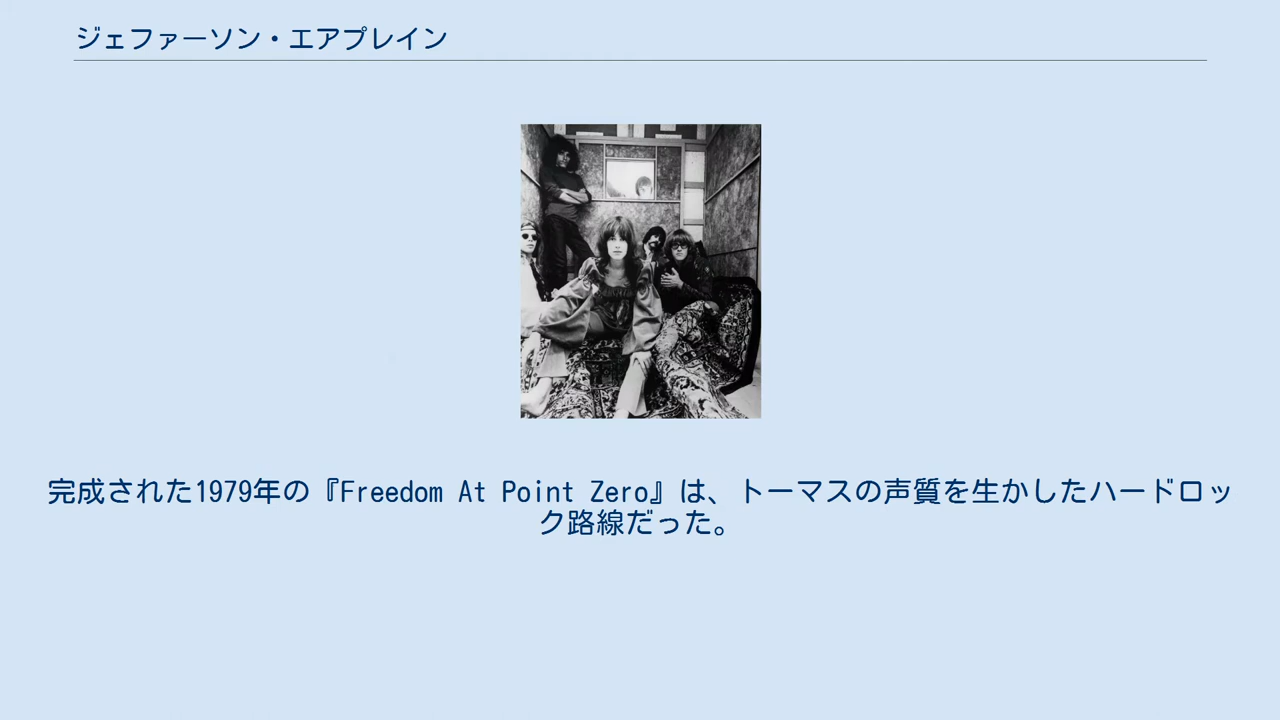 ジェファーソン・エアプレイン
完成された1979年の『Freedom At Point Zero』は、トーマスの声質を生かしたハードロッ
ク路線だった。